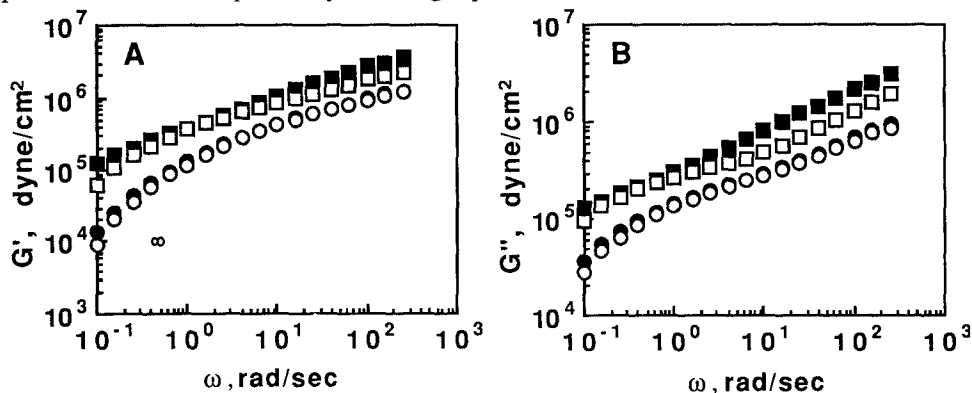 A
G', dyne/cm²
10⁷
10⁶
10⁵
10⁴
10³
∞
10⁻¹ 10⁰ 10¹ 10² 10³
ω, rad/sec
B
G", dyne/cm²
10⁷
10⁶
10⁵
10⁴
10⁻¹ 10⁰ 10¹ 10² 10³
ω, rad/sec